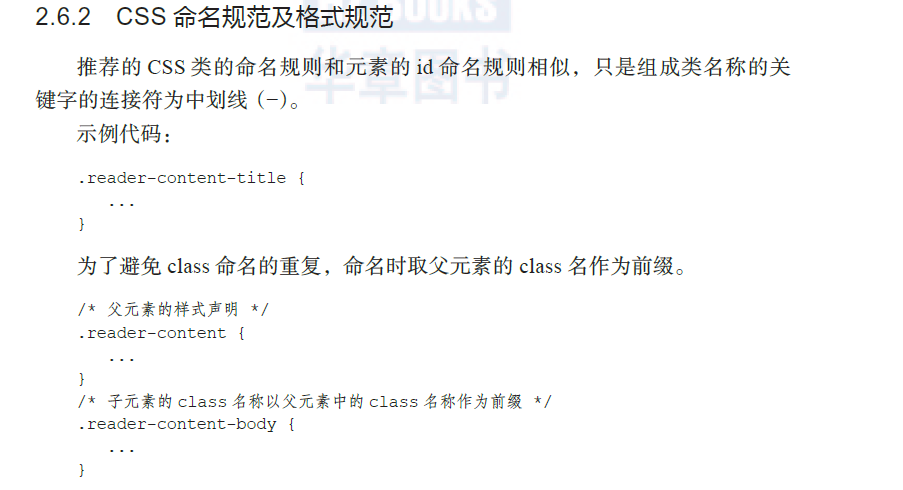 2.6.2 CSS 命名规范及格式规范
BOOKS
华章图书
推荐的 CSS 类的命名规则和元素的 id 命名规则相似，只是组成类名称的关
键字的连接符为中划线（-）。
示例代码：
.reader-content-title {
...
}
为了避免 class 命名的重复，命名时取父元素的 class 名作为前缀。
/* 父元素的样式声明 */
.reader-content {
...
}
/* 子元素的 class 名称以父元素中的 class 名称作为前缀 */
.reader-content-body {
...
}